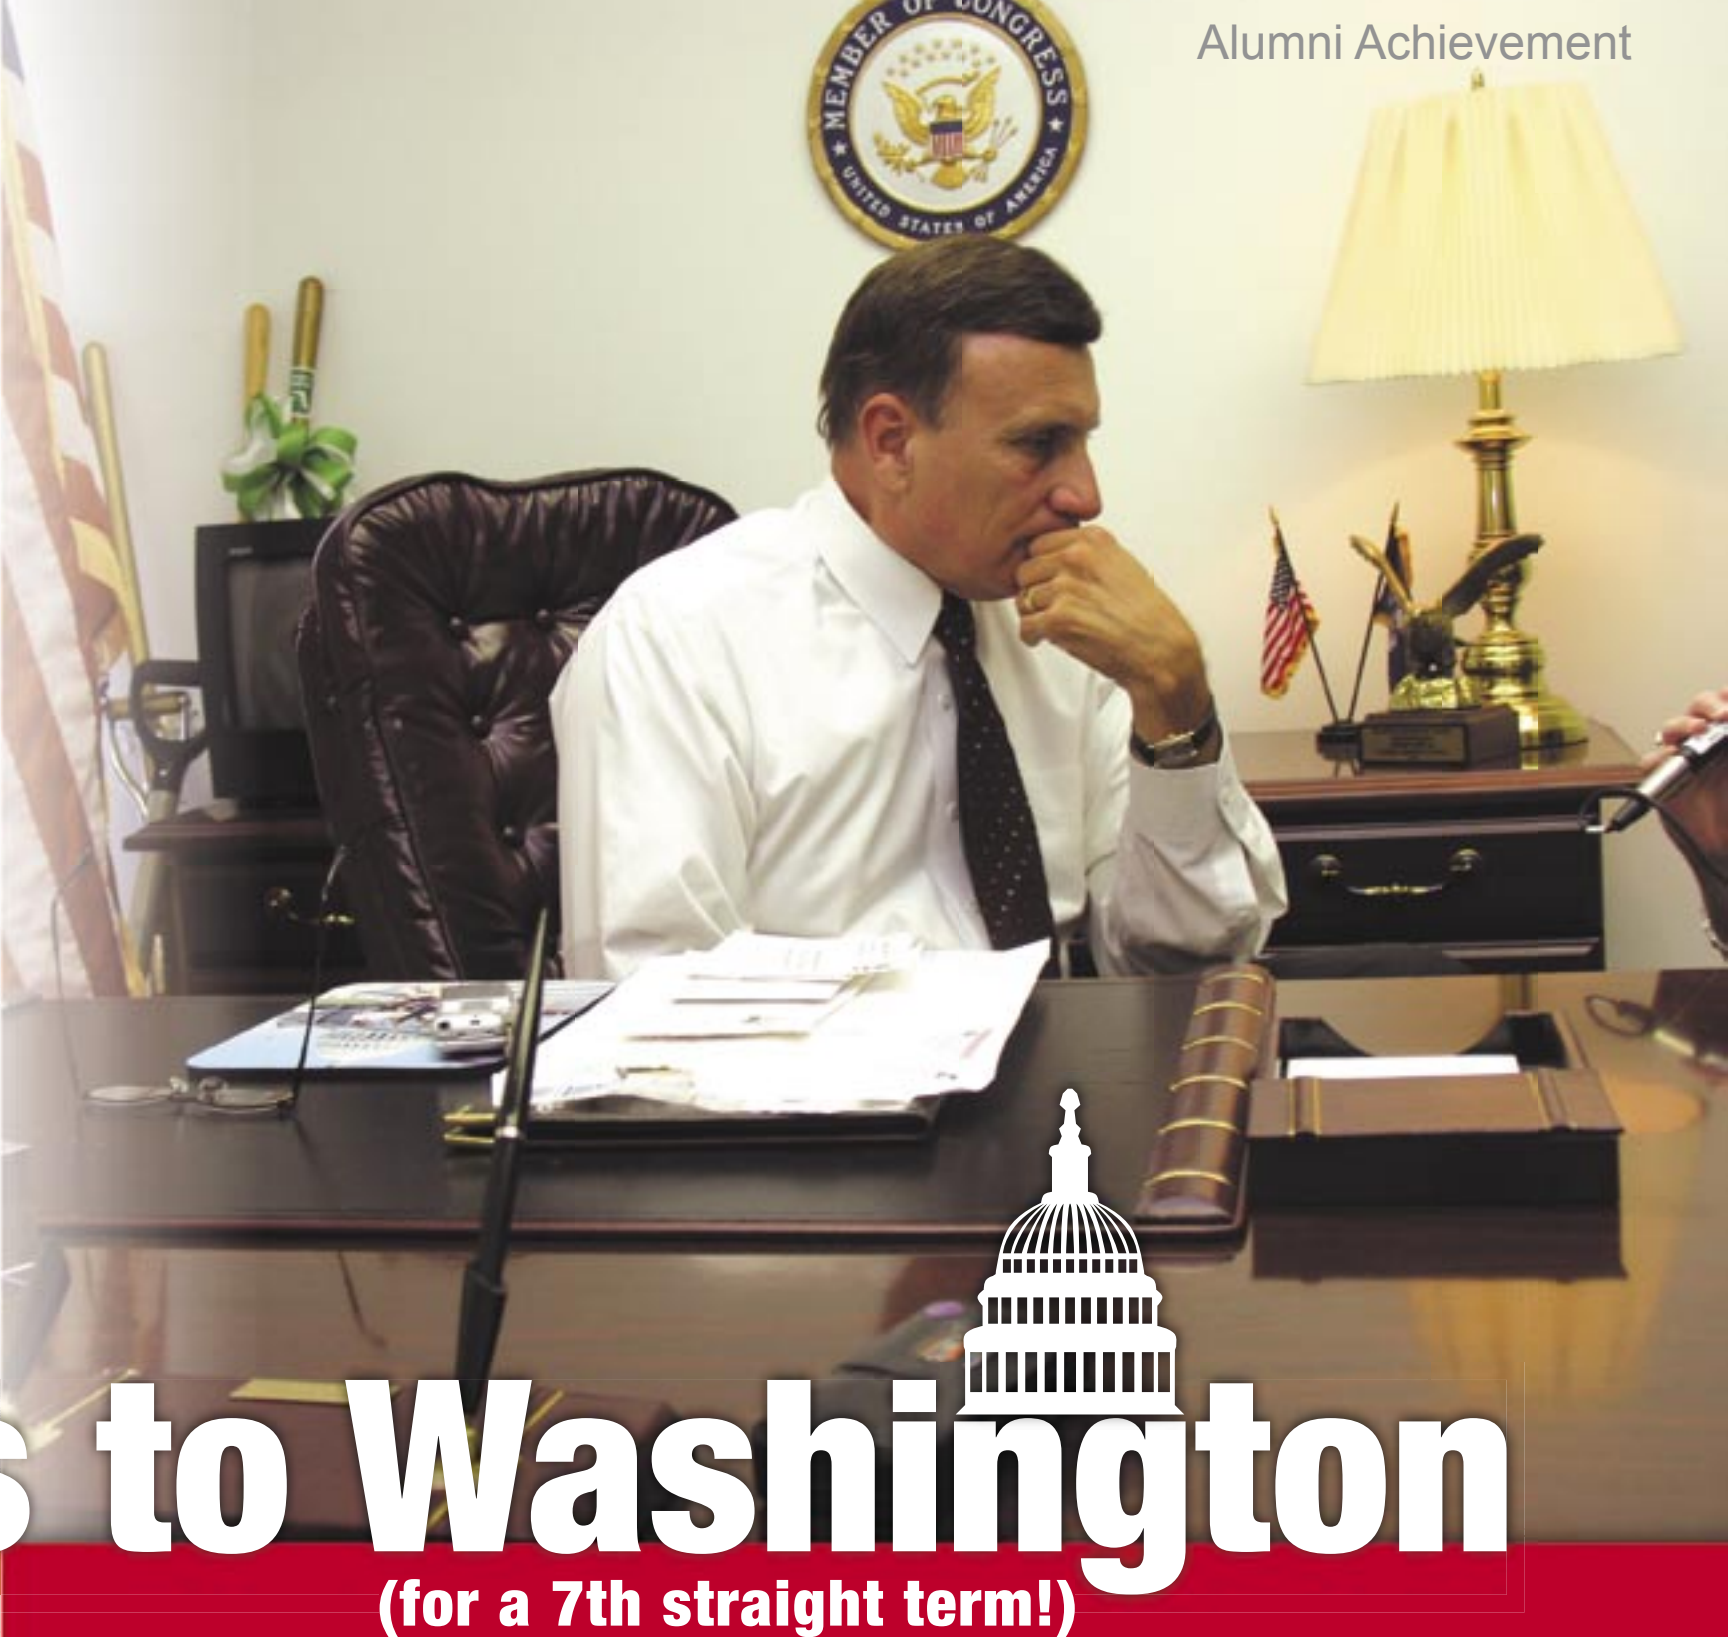 Alumni Achievement
MEMBER OF CONGRESS
UNITED STATES OF AMERICA
s to Washington
(for a 7th straight term!)